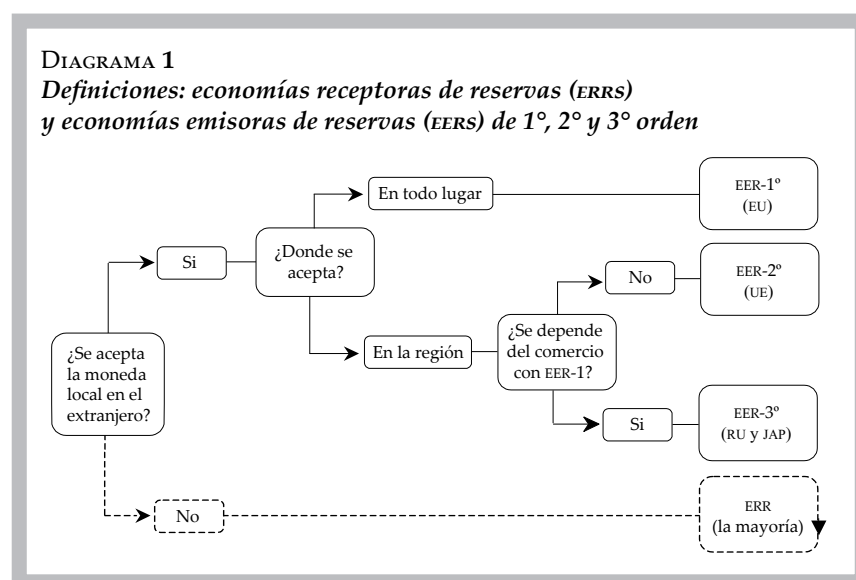 Diagrama 1
Definiciones: economías receptoras de reservas (ERRS)
y economías emisoras de reservas (EERS) de 1°, 2° y 3° orden
En todo lugar
EER-1º
(EU)
Si
¿Donde se
acepta?
No
EER-2º
(UE)
¿Se acepta
la moneda
local en el
extranjero?
En la región
¿Se depende
del comercio
con EER-1?
Si
EER-3º
(RU y JAP)
No
ERR
(la mayoría)